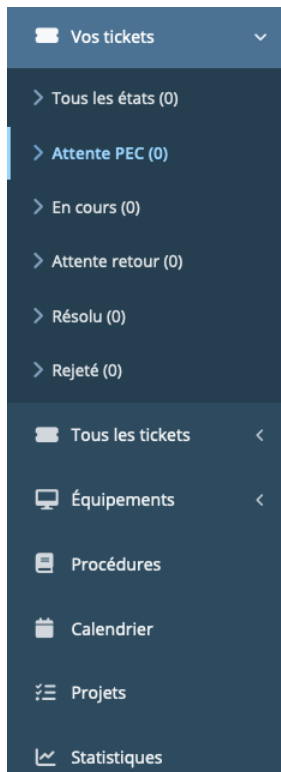 Vos tickets
Tous les états (0)
Attente PEC (0)
En cours (0)
Attente retour (0)
Résolu (0)
Rejeté (0)
Tous les tickets
Équipements
Procédures
Calendrier
Projets
Statistiques